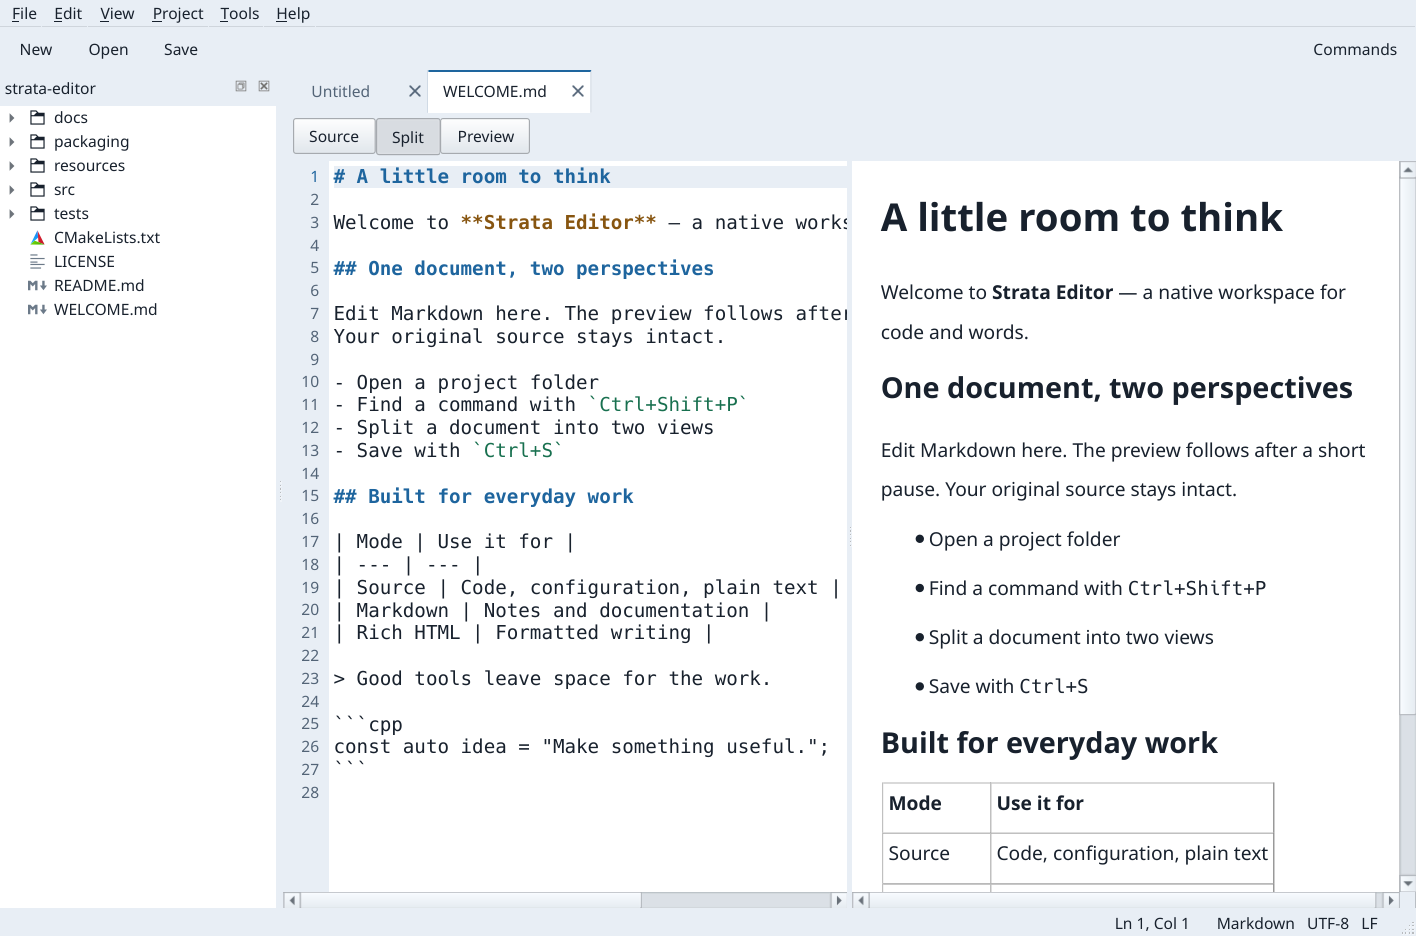 File Edit View Project Tools Help
New Open Save Commands
strata-editor
docs
packaging
resources
src
tests
CMakeLists.txt
LICENSE
README.md
WELCOME.md
Untitled WELCOME.md
Source Split Preview
1 # A little room to think
2
3 Welcome to **Strata Editor** — a native works
4
5 ## One document, two perspectives
6
7 Edit Markdown here. The preview follows after
8 Your original source stays intact.
9
10 - Open a project folder
11 - Find a command with `Ctrl+Shift+P`
12 - Split a document into two views
13 - Save with `Ctrl+S`
14
15 ## Built for everyday work
16
17 | Mode | Use it for |
18 | --- | --- |
19 | Source | Code, configuration, plain text |
20 | Markdown | Notes and documentation |
21 | Rich HTML | Formatted writing |
22
23 > Good tools leave space for the work.
24
25 ```cpp
26 const auto idea = "Make something useful.";
27 ```
28
A little room to think
Welcome to Strata Editor — a native workspace for
code and words.
One document, two perspectives
Edit Markdown here. The preview follows after a short
pause. Your original source stays intact.
• Open a project folder
• Find a command with Ctrl+Shift+P
• Split a document into two views
• Save with Ctrl+S
Built for everyday work
Mode Use it for
Source Code, configuration, plain text
Ln 1, Col 1 Markdown UTF-8 LF